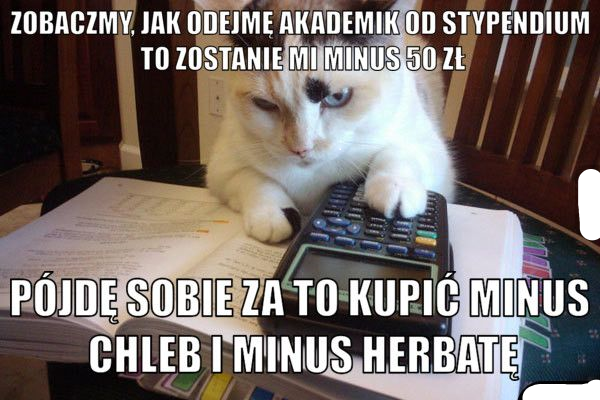 ZOBACZMY, JAK ODEJMĘ AKADEMIK OD STYPENDIUM
TO ZOSTANIE MI MINUS 50 ZŁ
PÓJDĘ SOBIE ZA TO KUPIĆ MINUS
CHLEB I MINUS HERBATĘ